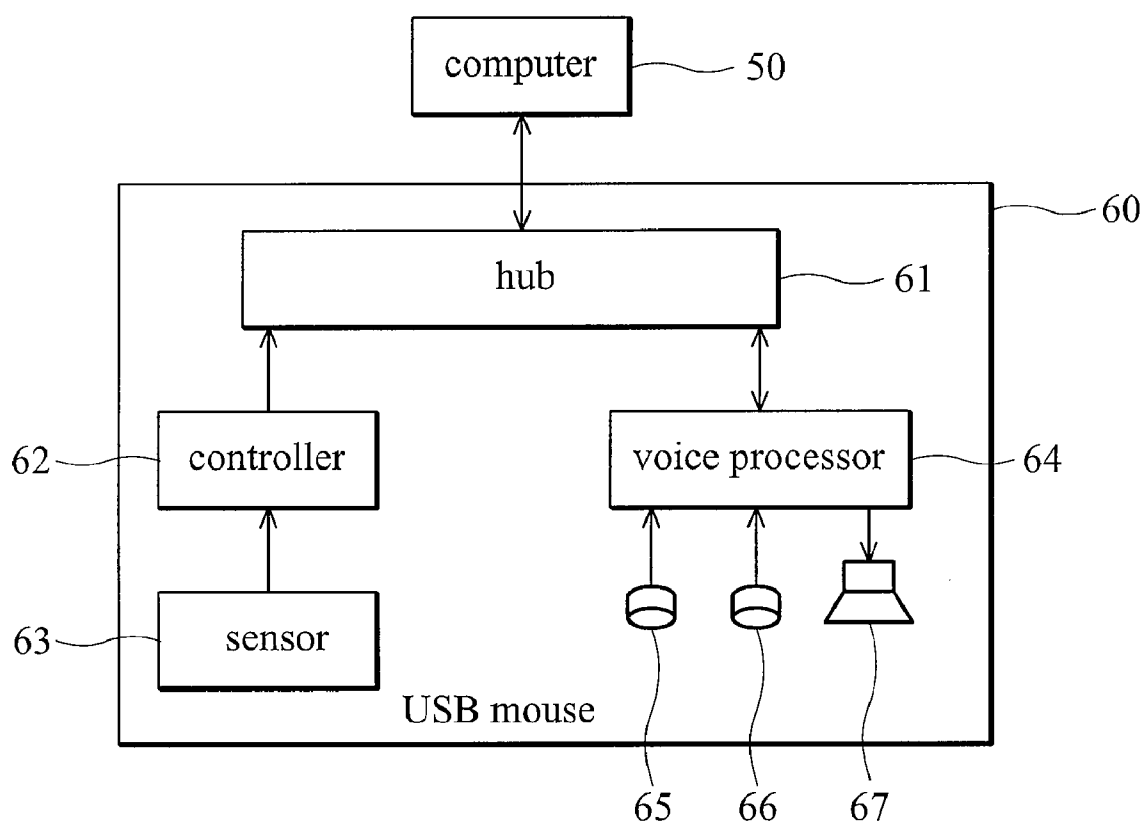 computer
50
60
hub
61
62
controller
voice processor
64
63
sensor
USB mouse
65
66
67